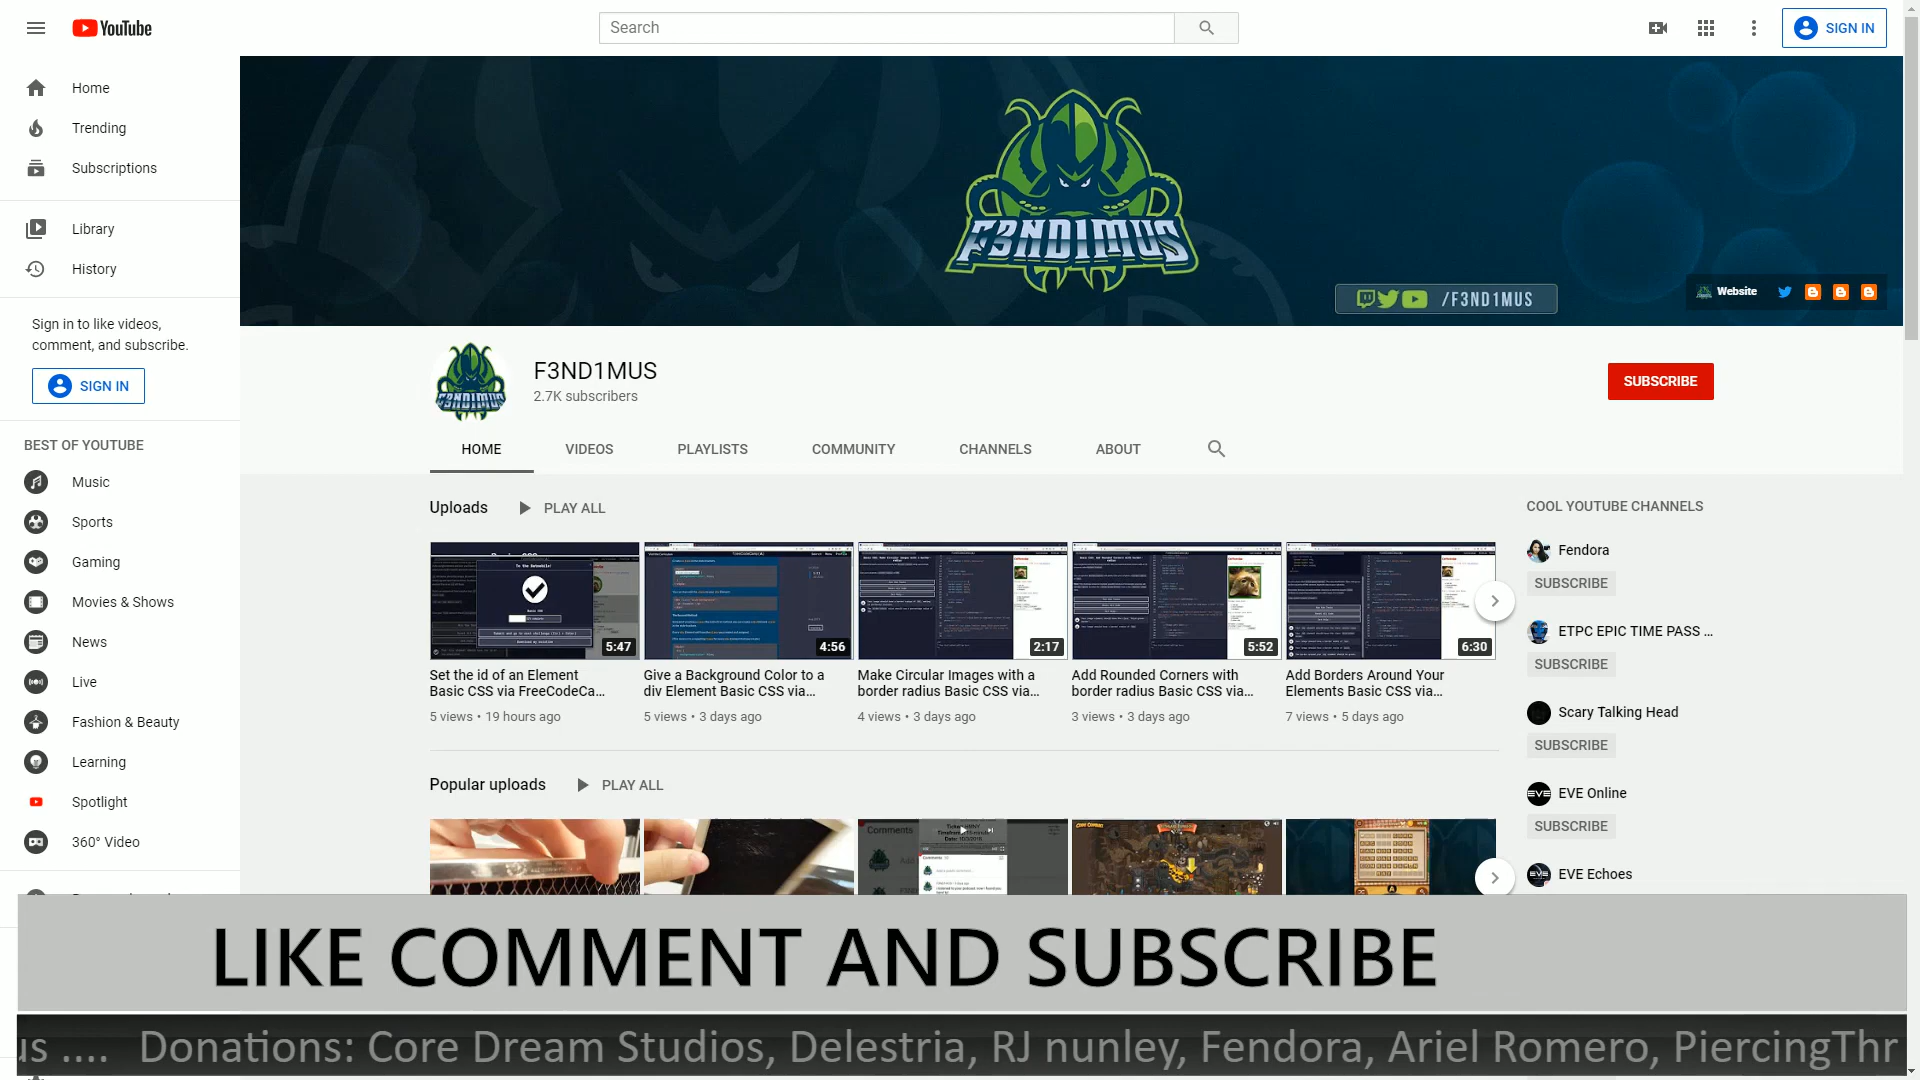 YouTube
Search
SIGN IN
Home
Trending
Subscriptions
Library
History
Sign in to like videos,
comment, and subscribe.
SIGN IN
BEST OF YOUTUBE
Music
Sports
Gaming
Movies & Shows
News
Live
Fashion & Beauty
Learning
Spotlight
360° Video
F3ND1MUS
/F3ND1MUS
Website
F3ND1MUS
F3ND1MUS
2.7K subscribers
SUBSCRIBE
HOME
VIDEOS
PLAYLISTS
COMMUNITY
CHANNELS
ABOUT
Uploads
PLAY ALL
5:47
4:56
2:17
5:52
6:30
Set the id of an Element
Basic CSS via FreeCodeCa...
5 views • 19 hours ago
Give a Background Color to a
div Element Basic CSS via...
5 views • 3 days ago
Make Circular Images with a
border radius Basic CSS via...
4 views • 3 days ago
Add Rounded Corners with
border radius Basic CSS via...
3 views • 3 days ago
Add Borders Around Your
Elements Basic CSS via...
7 views • 5 days ago
Popular uploads
PLAY ALL
Comments
COOL YOUTUBE CHANNELS
Fendora
SUBSCRIBE
ETPC EPIC TIME PASS ...
SUBSCRIBE
Scary Talking Head
SUBSCRIBE
EVE Online
SUBSCRIBE
EVE Echoes
LIKE COMMENT AND SUBSCRIBE
us .... Donations: Core Dream Studios, Delestria, RJ nunley, Fendora, Ariel Romero, PiercingThr